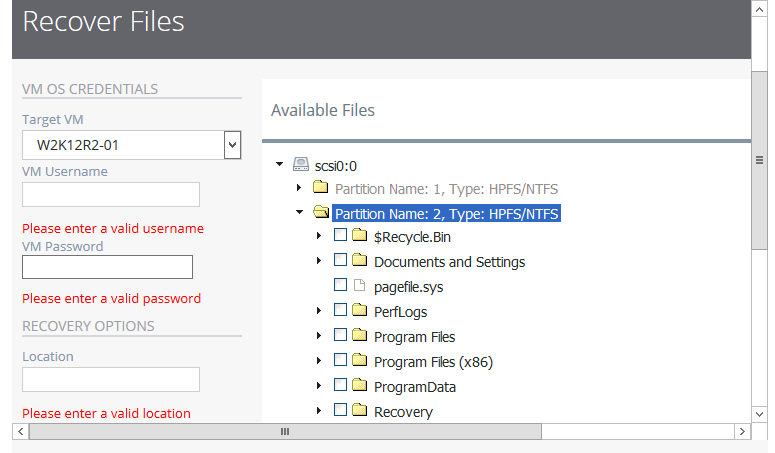 Recover Files
VM OS CREDENTIALS
Target VM
W2K12R2-01
VM Username
Please enter a valid username
VM Password
Please enter a valid password
RECOVERY OPTIONS
Location
Please enter a valid location
Available Files
scsi0:0
Partition Name: 1, Type: HPFS/NTFS
Partition Name: 2, Type: HPFS/NTFS
$Recycle.Bin
Documents and Settings
pagefile.sys
PerfLogs
Program Files
Program Files (x86)
ProgramData
Recovery